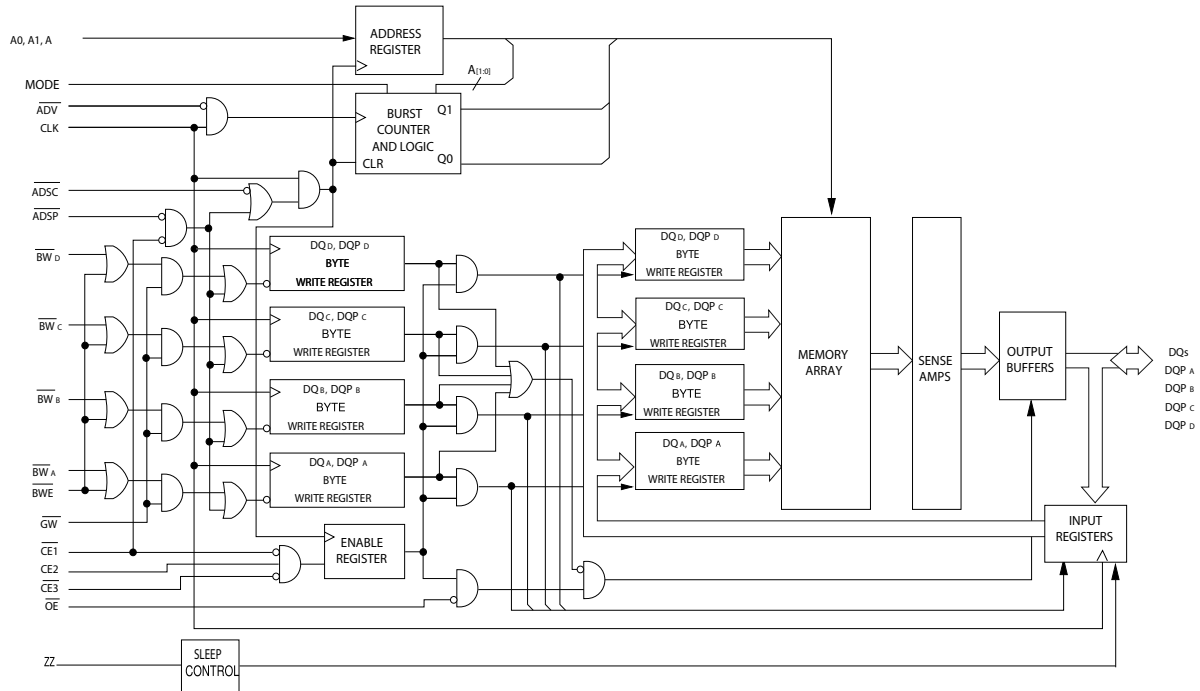 A0, A1, A
ADDRESS
REGISTER
A[1:0]
MODE
ADV
CLK
BURST
COUNTER
AND LOGIC
CLR
Q1
Q0
ADSC
ADSP
BW D
DQ D, DQP D
BYTE
WRITE REGISTER
DQ D, DQP D
BYTE
WRITE REGISTER
BW C
DQ C, DQP C
BYTE
WRITE REGISTER
DQ C, DQP C
BYTE
WRITE REGISTER
BW B
DQ B, DQP B
BYTE
WRITE REGISTER
DQ B, DQP B
BYTE
WRITE REGISTER
BW A
BWE
DQ A, DQP A
BYTE
WRITE REGISTER
DQ A, DQP A
BYTE
WRITE REGISTER
MEMORY
ARRAY
SENSE
AMPS
OUTPUT
BUFFERS
DQs
DQP A
DQP B
DQP C
DQP D
GW
CE1
CE2
CE3
OE
ENABLE
REGISTER
INPUT
REGISTERS
ZZ
SLEEP
CONTROL